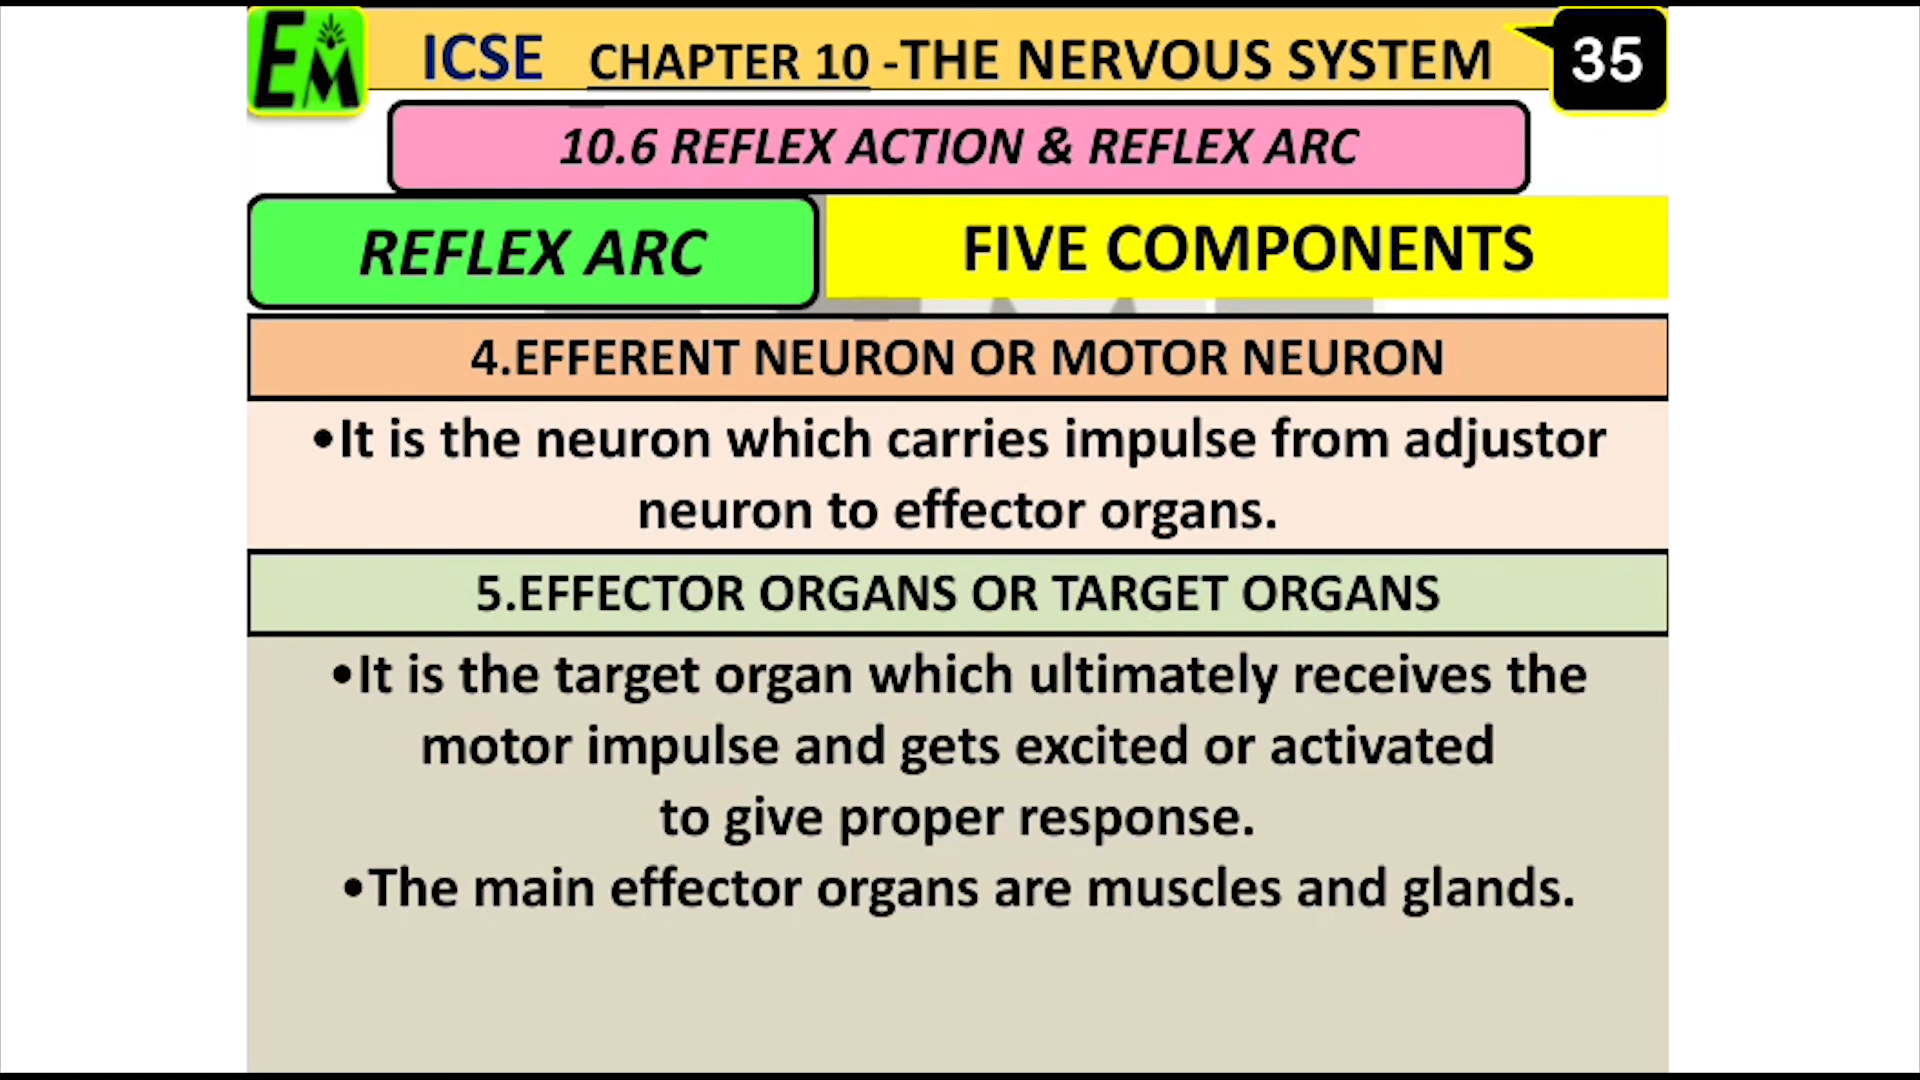 EM
ICSE CHAPTER 10 -THE NERVOUS SYSTEM
35
10.6 REFLEX ACTION & REFLEX ARC
REFLEX ARC
FIVE COMPONENTS
4.EFFERENT NEURON OR MOTOR NEURON
•It is the neuron which carries impulse from adjustor
neuron to effector organs.
5.EFFECTOR ORGANS OR TARGET ORGANS
•It is the target organ which ultimately receives the
motor impulse and gets excited or activated
to give proper response.
•The main effector organs are muscles and glands.